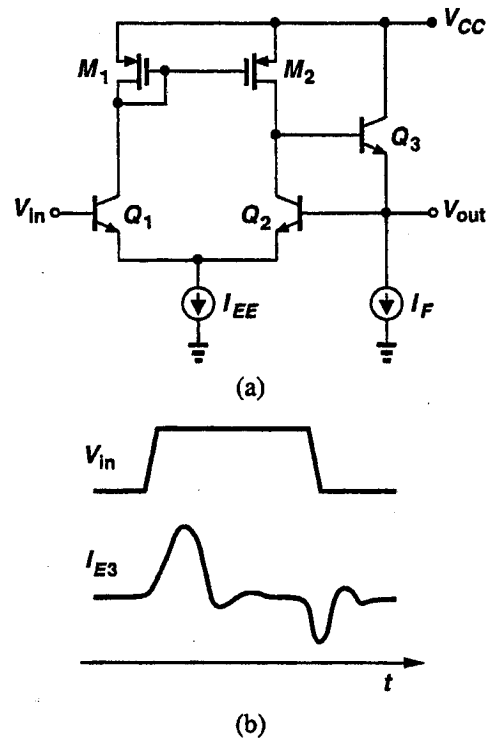 V_CC
M_1
M_2
Q_3
V_in
Q_1
Q_2
V_out
I_EE
I_F
(a)
V_in
I_E3
t
(b)